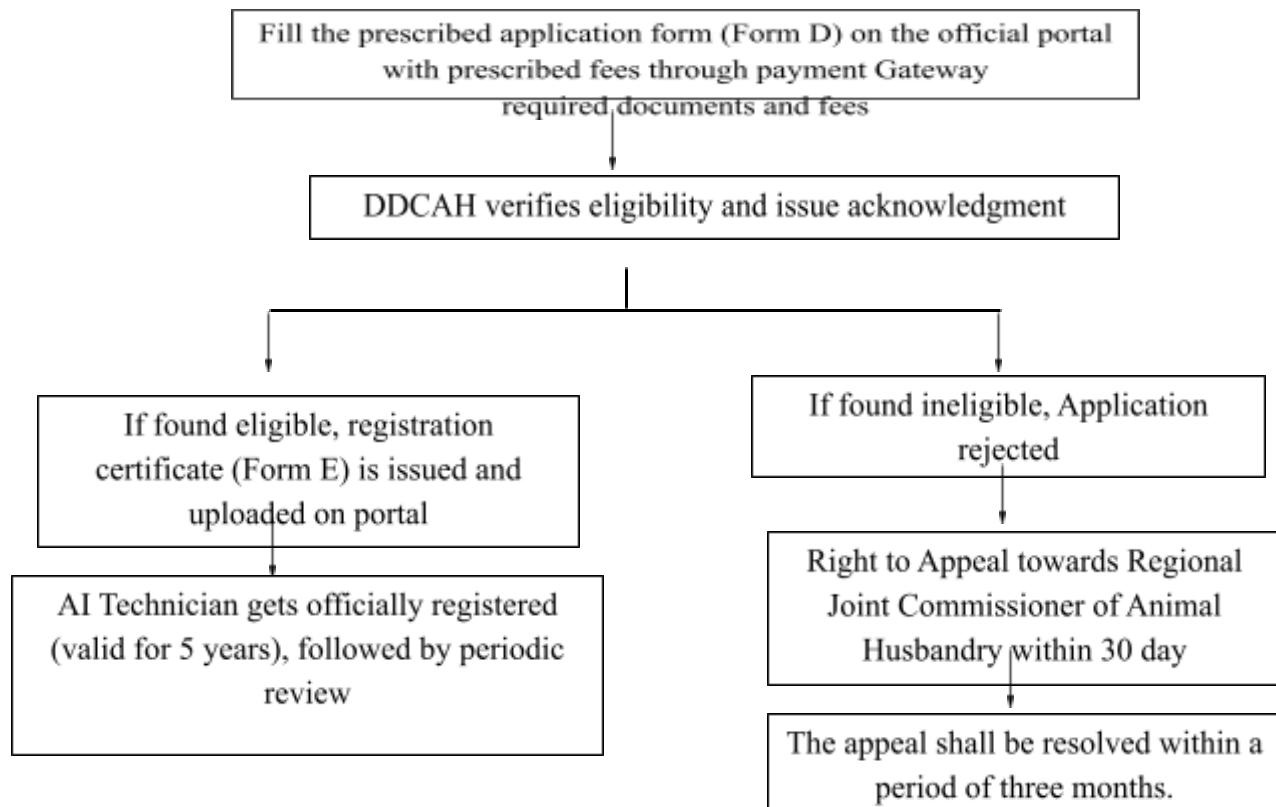 Fill the prescribed application form (Form D) on the official portal
with prescribed fees through payment Gateway
required documents and fees
DDCAH verifies eligibility and issue acknowledgment
If found eligible, registration
certificate (Form E) is issued and
uploaded on portal
AI Technician gets officially registered
(valid for 5 years), followed by periodic
review
If found ineligible, Application
rejected
Right to Appeal towards Regional
Joint Commissioner of Animal
Husbandry within 30 day
The appeal shall be resolved within a
period of three months.